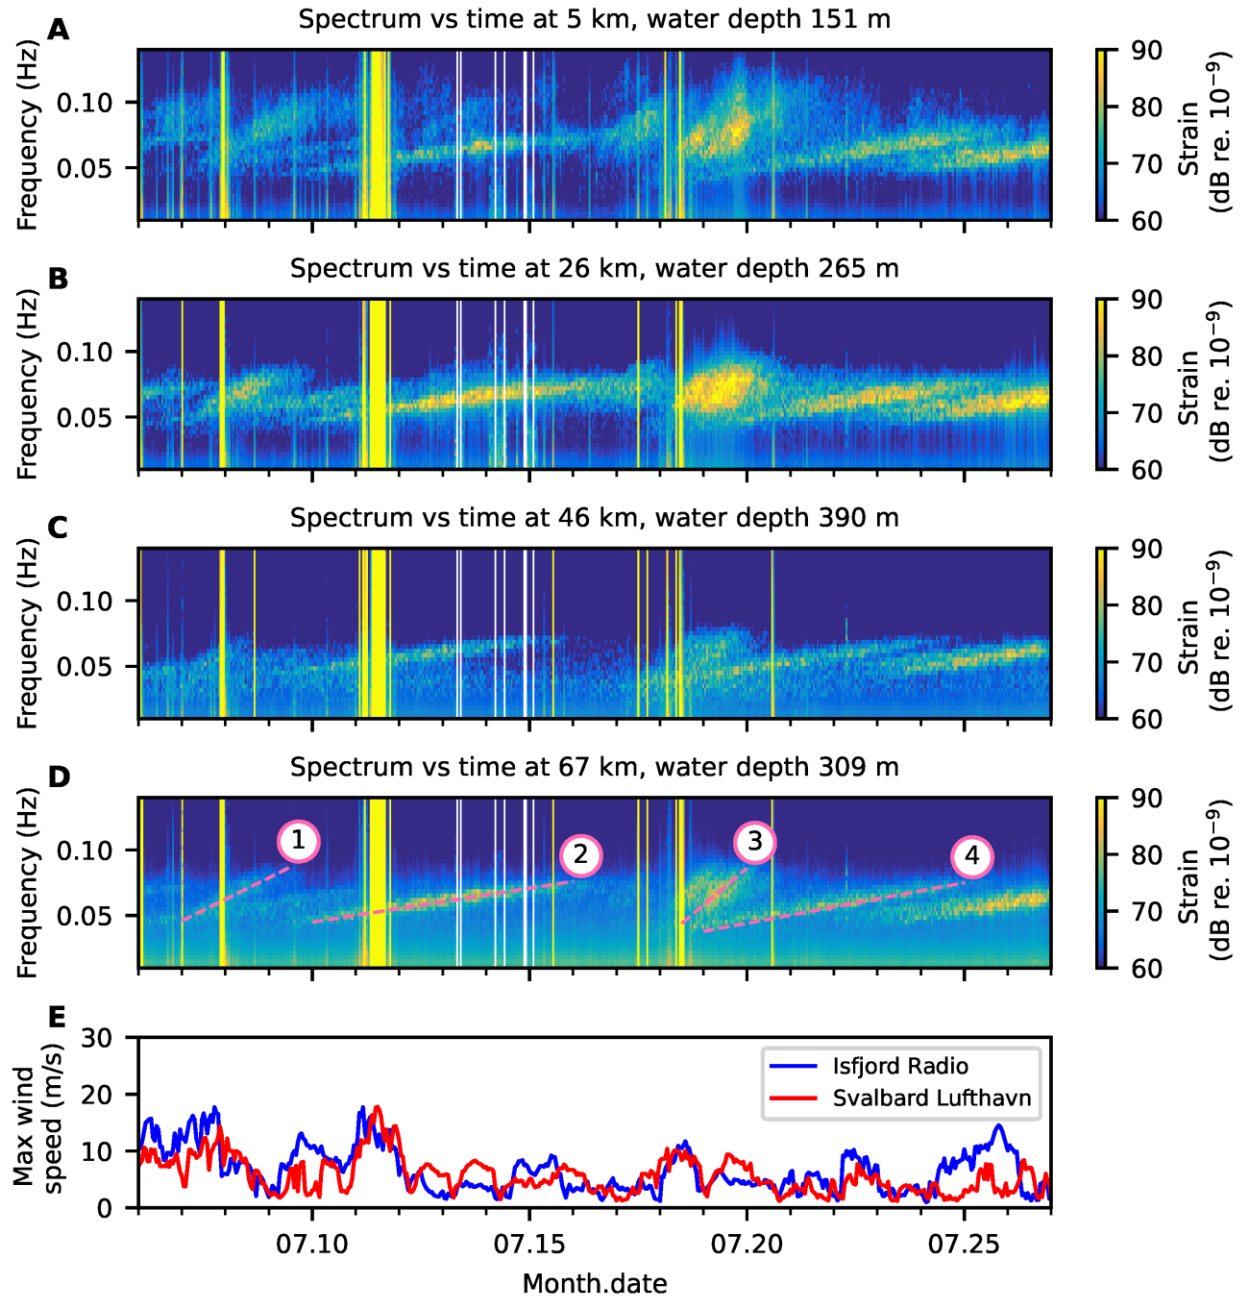 A
Spectrum vs time at 5 km, water depth 151 m
Frequency (Hz)
0.10
0.05
90
80
70
60
Strain
(dB re. 10⁻⁹)
B
Spectrum vs time at 26 km, water depth 265 m
Frequency (Hz)
0.10
0.05
90
80
70
60
Strain
(dB re. 10⁻⁹)
C
Spectrum vs time at 46 km, water depth 390 m
Frequency (Hz)
0.10
0.05
90
80
70
60
Strain
(dB re. 10⁻⁹)
D
Spectrum vs time at 67 km, water depth 309 m
Frequency (Hz)
0.10
0.05
1
2
3
4
90
80
70
60
Strain
(dB re. 10⁻⁹)
E
Max wind
speed (m/s)
30
20
10
0
Isfjord Radio
Svalbard Lufthavn
07.10
07.15
07.20
07.25
Month.date